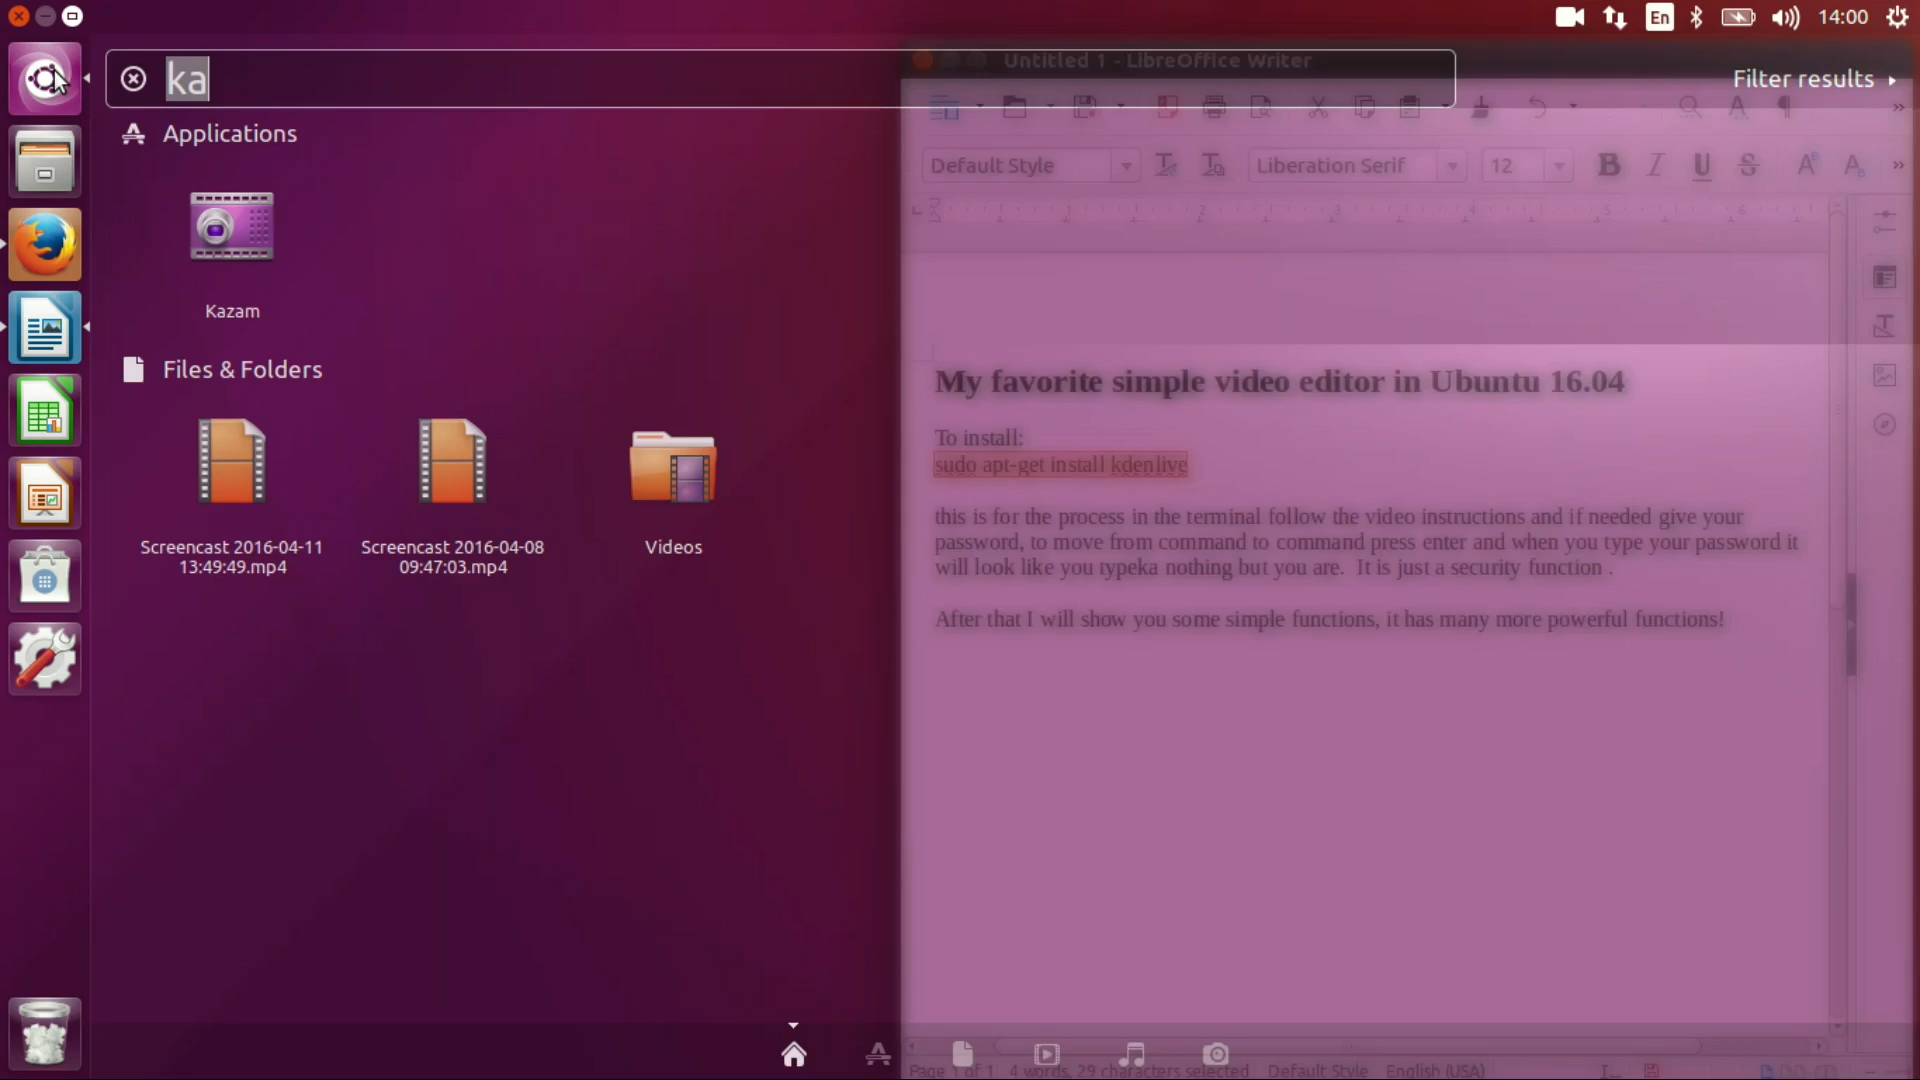 En
14:00
ka
Filter results
Applications
Kazam
Files & Folders
Screencast 2016-04-11
13:49:49.mp4
Screencast 2016-04-08
09:47:03.mp4
Videos
Untitled 1 - LibreOffice Writer
Default Style
Liberation Serif
12
My favorite simple video editor in Ubuntu 16.04
To install:
sudo apt-get install kdenlive
this is for the process in the terminal follow the video instructions and if needed give your
password, to move from command to command press enter and when you type your password it
will look like you typeka nothing but you are.  It is just a security function .
After that I will show you some simple functions, it has many more powerful functions!
Page 1 of 1
4 words, 29 characters selected
Default Style
English (USA)